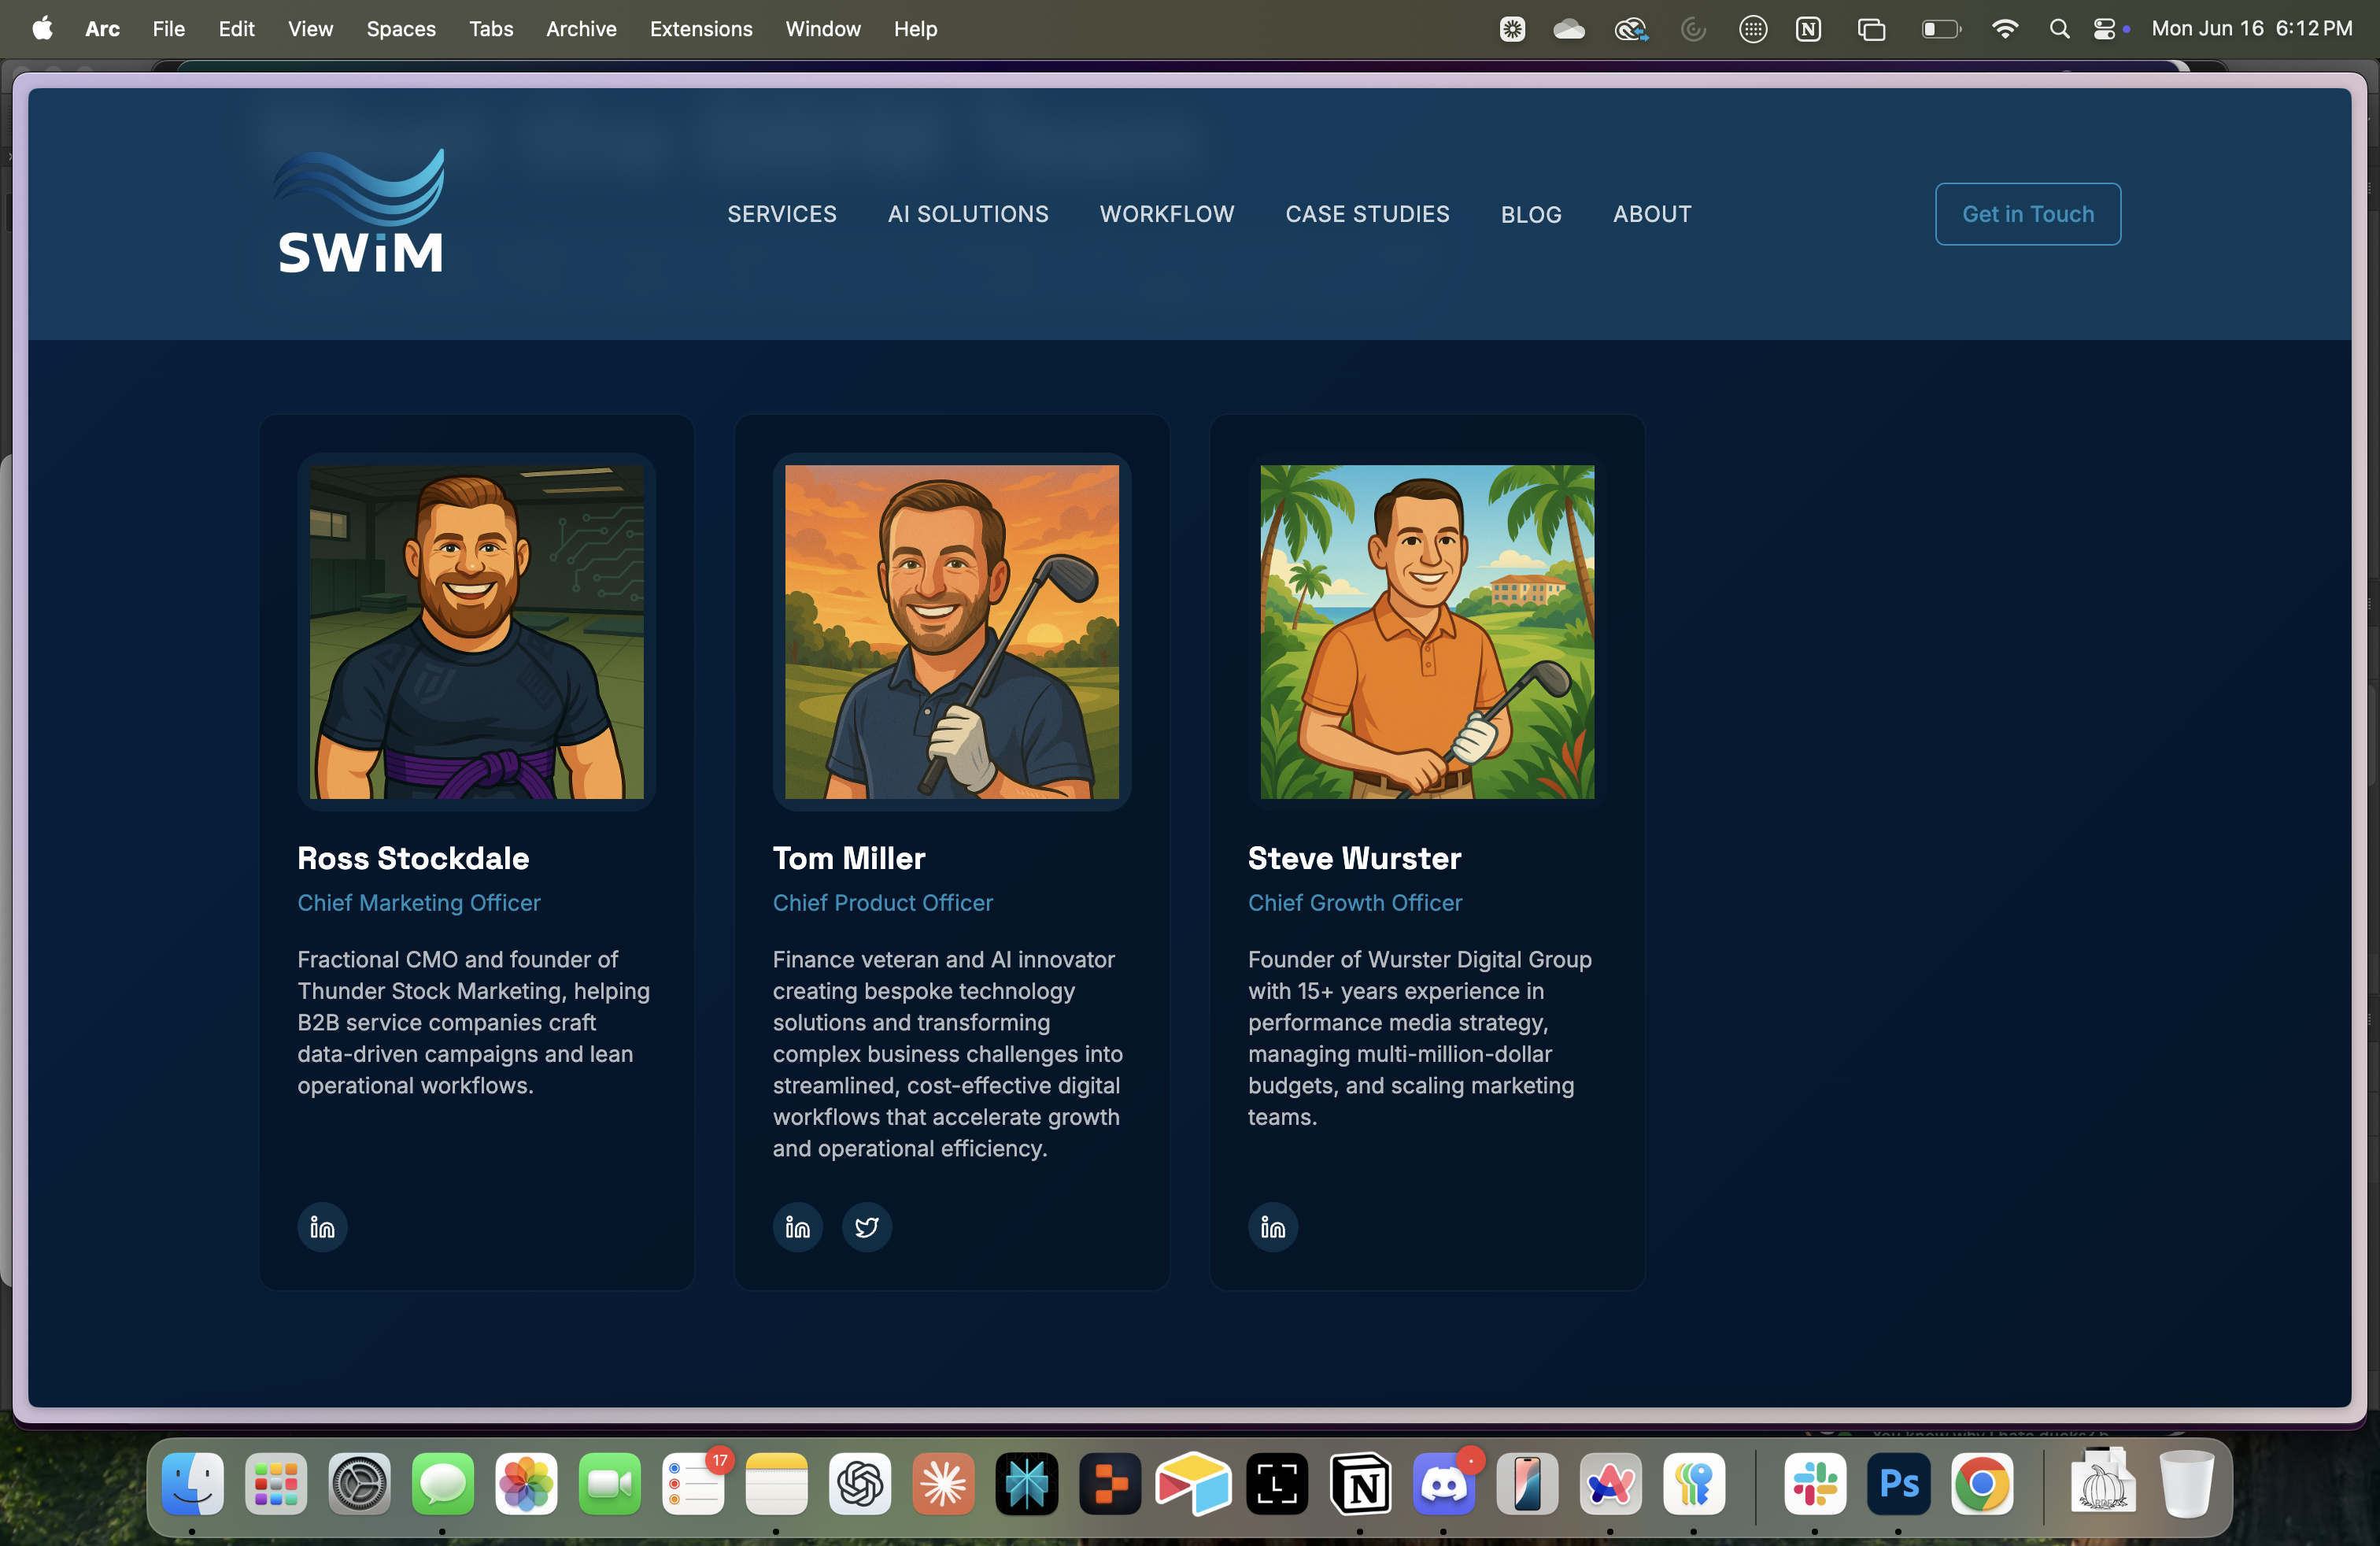 Arc File Edit View Spaces Tabs Archive Extensions Window Help Mon Jun 16 6:12 PM
SWiM
SERVICES AI SOLUTIONS WORKFLOW CASE STUDIES BLOG ABOUT
Get in Touch
Ross Stockdale
Chief Marketing Officer
Fractional CMO and founder of
Thunder Stock Marketing, helping
B2B service companies craft
data-driven campaigns and lean
operational workflows.
in
Tom Miller
Chief Product Officer
Finance veteran and AI innovator
creating bespoke technology
solutions and transforming
complex business challenges into
streamlined, cost-effective digital
workflows that accelerate growth
and operational efficiency.
in
Steve Wurster
Chief Growth Officer
Founder of Wurster Digital Group
with 15+ years experience in
performance media strategy,
managing multi-million-dollar
budgets, and scaling marketing
teams.
in
17
N
Ps